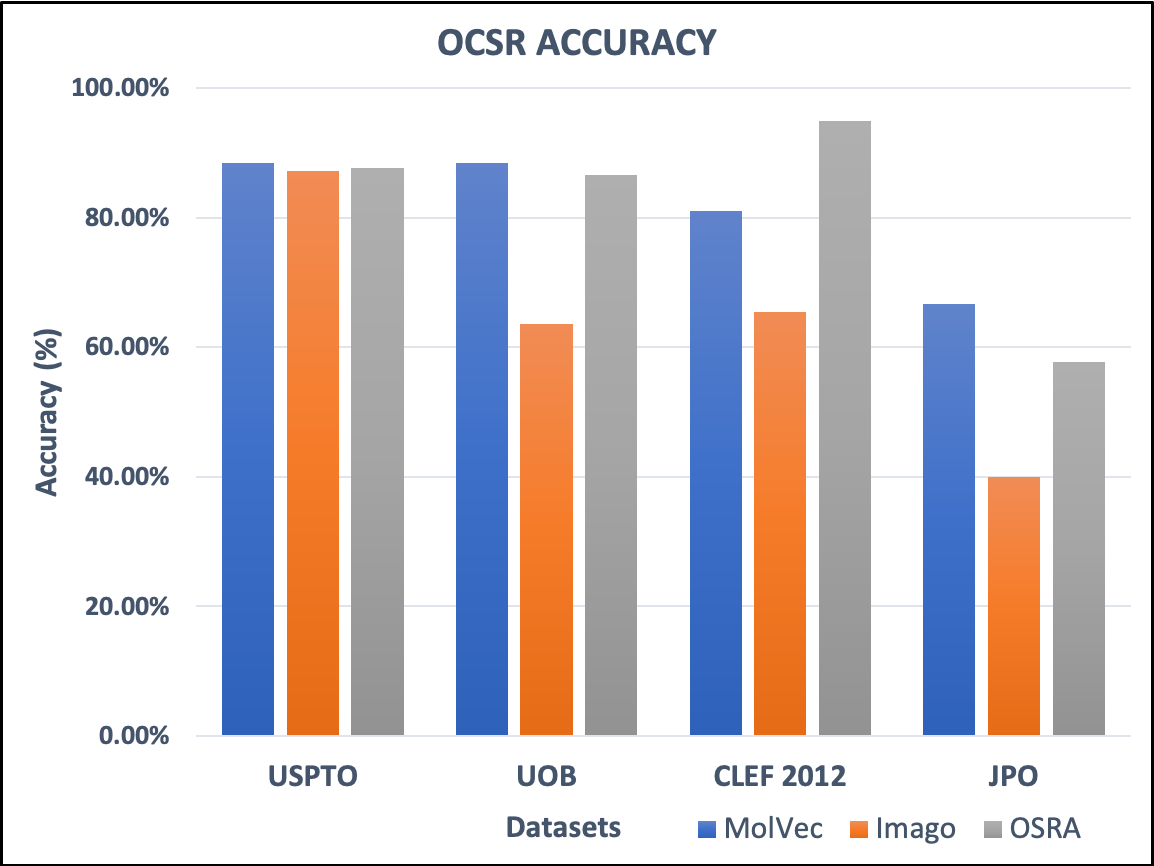 OCSR ACCURACY
100.00%
80.00%
60.00%
40.00%
20.00%
0.00%
Accuracy (%)
USPTO UOB CLEF 2012 JPO
Datasets MolVec Imago OSRA